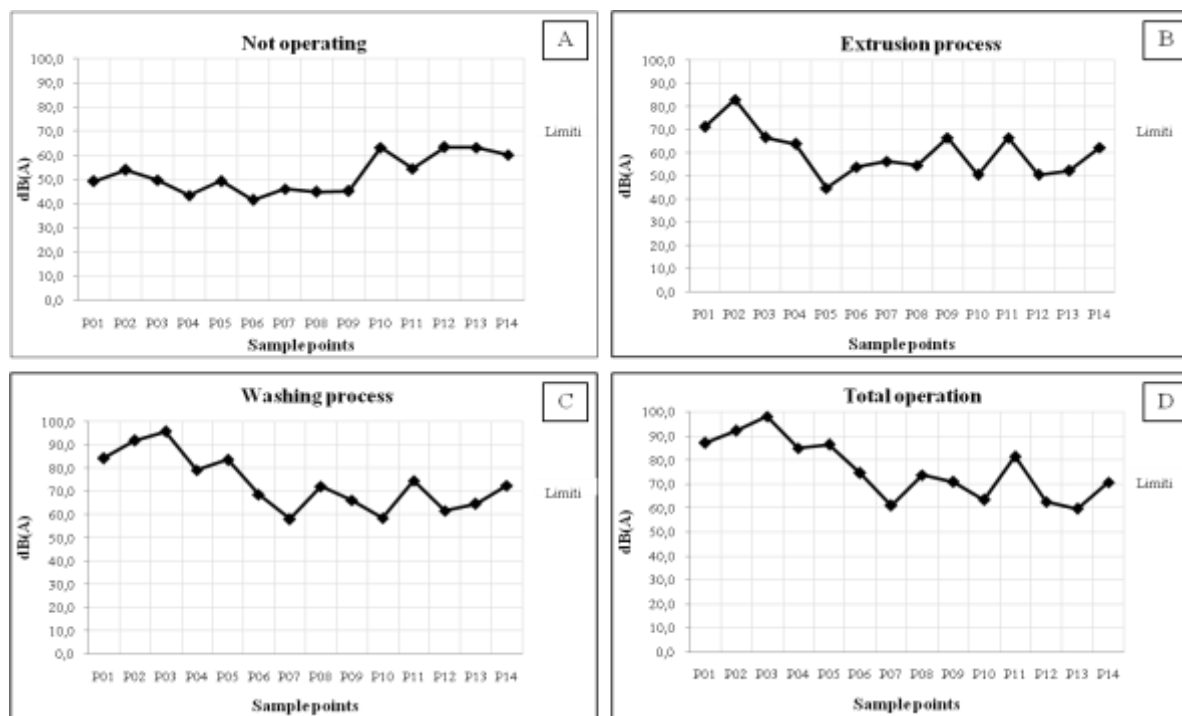 Not operating
A
100,0
90,0
80,0
70,0
60,0
50,0
40,0
30,0
20,0
10,0
0,0
dB(A)
Limiti
P01 P02 P03 P04 P05 P06 P07 P08 P09 P10 P11 P12 P13 P14
Sample points
Extrusion process
B
100,0
90,0
80,0
70,0
60,0
50,0
40,0
30,0
20,0
10,0
0,0
dB(A)
Limiti
P01 P02 P03 P04 P05 P06 P07 P08 P09 P10 P11 P12 P13 P14
Sample points
Washing process
C
100,0
90,0
80,0
70,0
60,0
50,0
40,0
30,0
20,0
10,0
0,0
dB(A)
Limiti
P01 P02 P03 P04 P05 P06 P07 P08 P09 P10 P11 P12 P13 P14
Sample points
Total operation
D
100,0
90,0
80,0
70,0
60,0
50,0
40,0
30,0
20,0
10,0
0,0
dB(A)
Limiti
P01 P02 P03 P04 P05 P06 P07 P08 P09 P10 P11 P12 P13 P14
Sample points